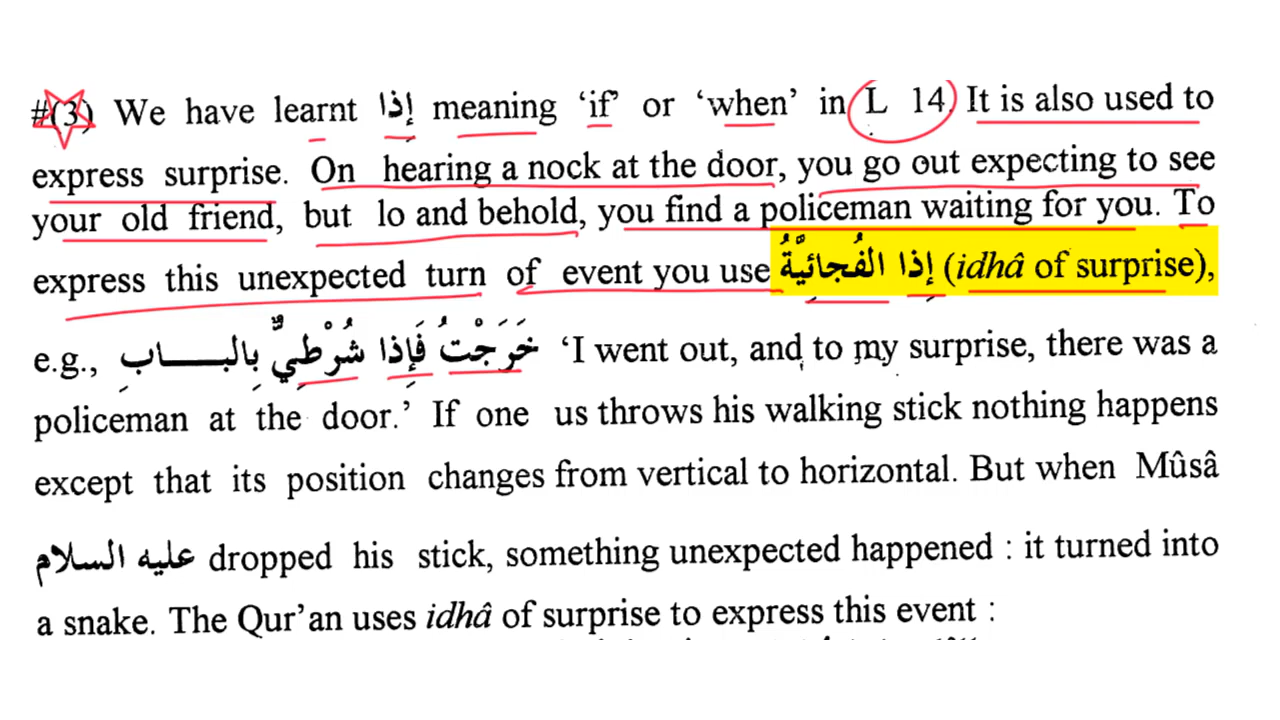 #(3) We have learnt إذا meaning ‘if’ or ‘when’ in L 14 It is also used to
express surprise. On hearing a nock at the door, you go out expecting to see
your old friend, but lo and behold, you find a policeman waiting for you. To
express this unexpected turn of event you use إِذا الفُجائِيَّةُ (idhâ of surprise),
e.g., خَرَجْتُ فَإِذا شُرْطِيٌّ بِالبـــــابِ ‘I went out, and to my surprise, there was a
policeman at the door.’ If one us throws his walking stick nothing happens
except that its position changes from vertical to horizontal. But when Mûsâ
عليه السلام dropped his stick, something unexpected happened : it turned into
a snake. The Qur’an uses idhâ of surprise to express this event :